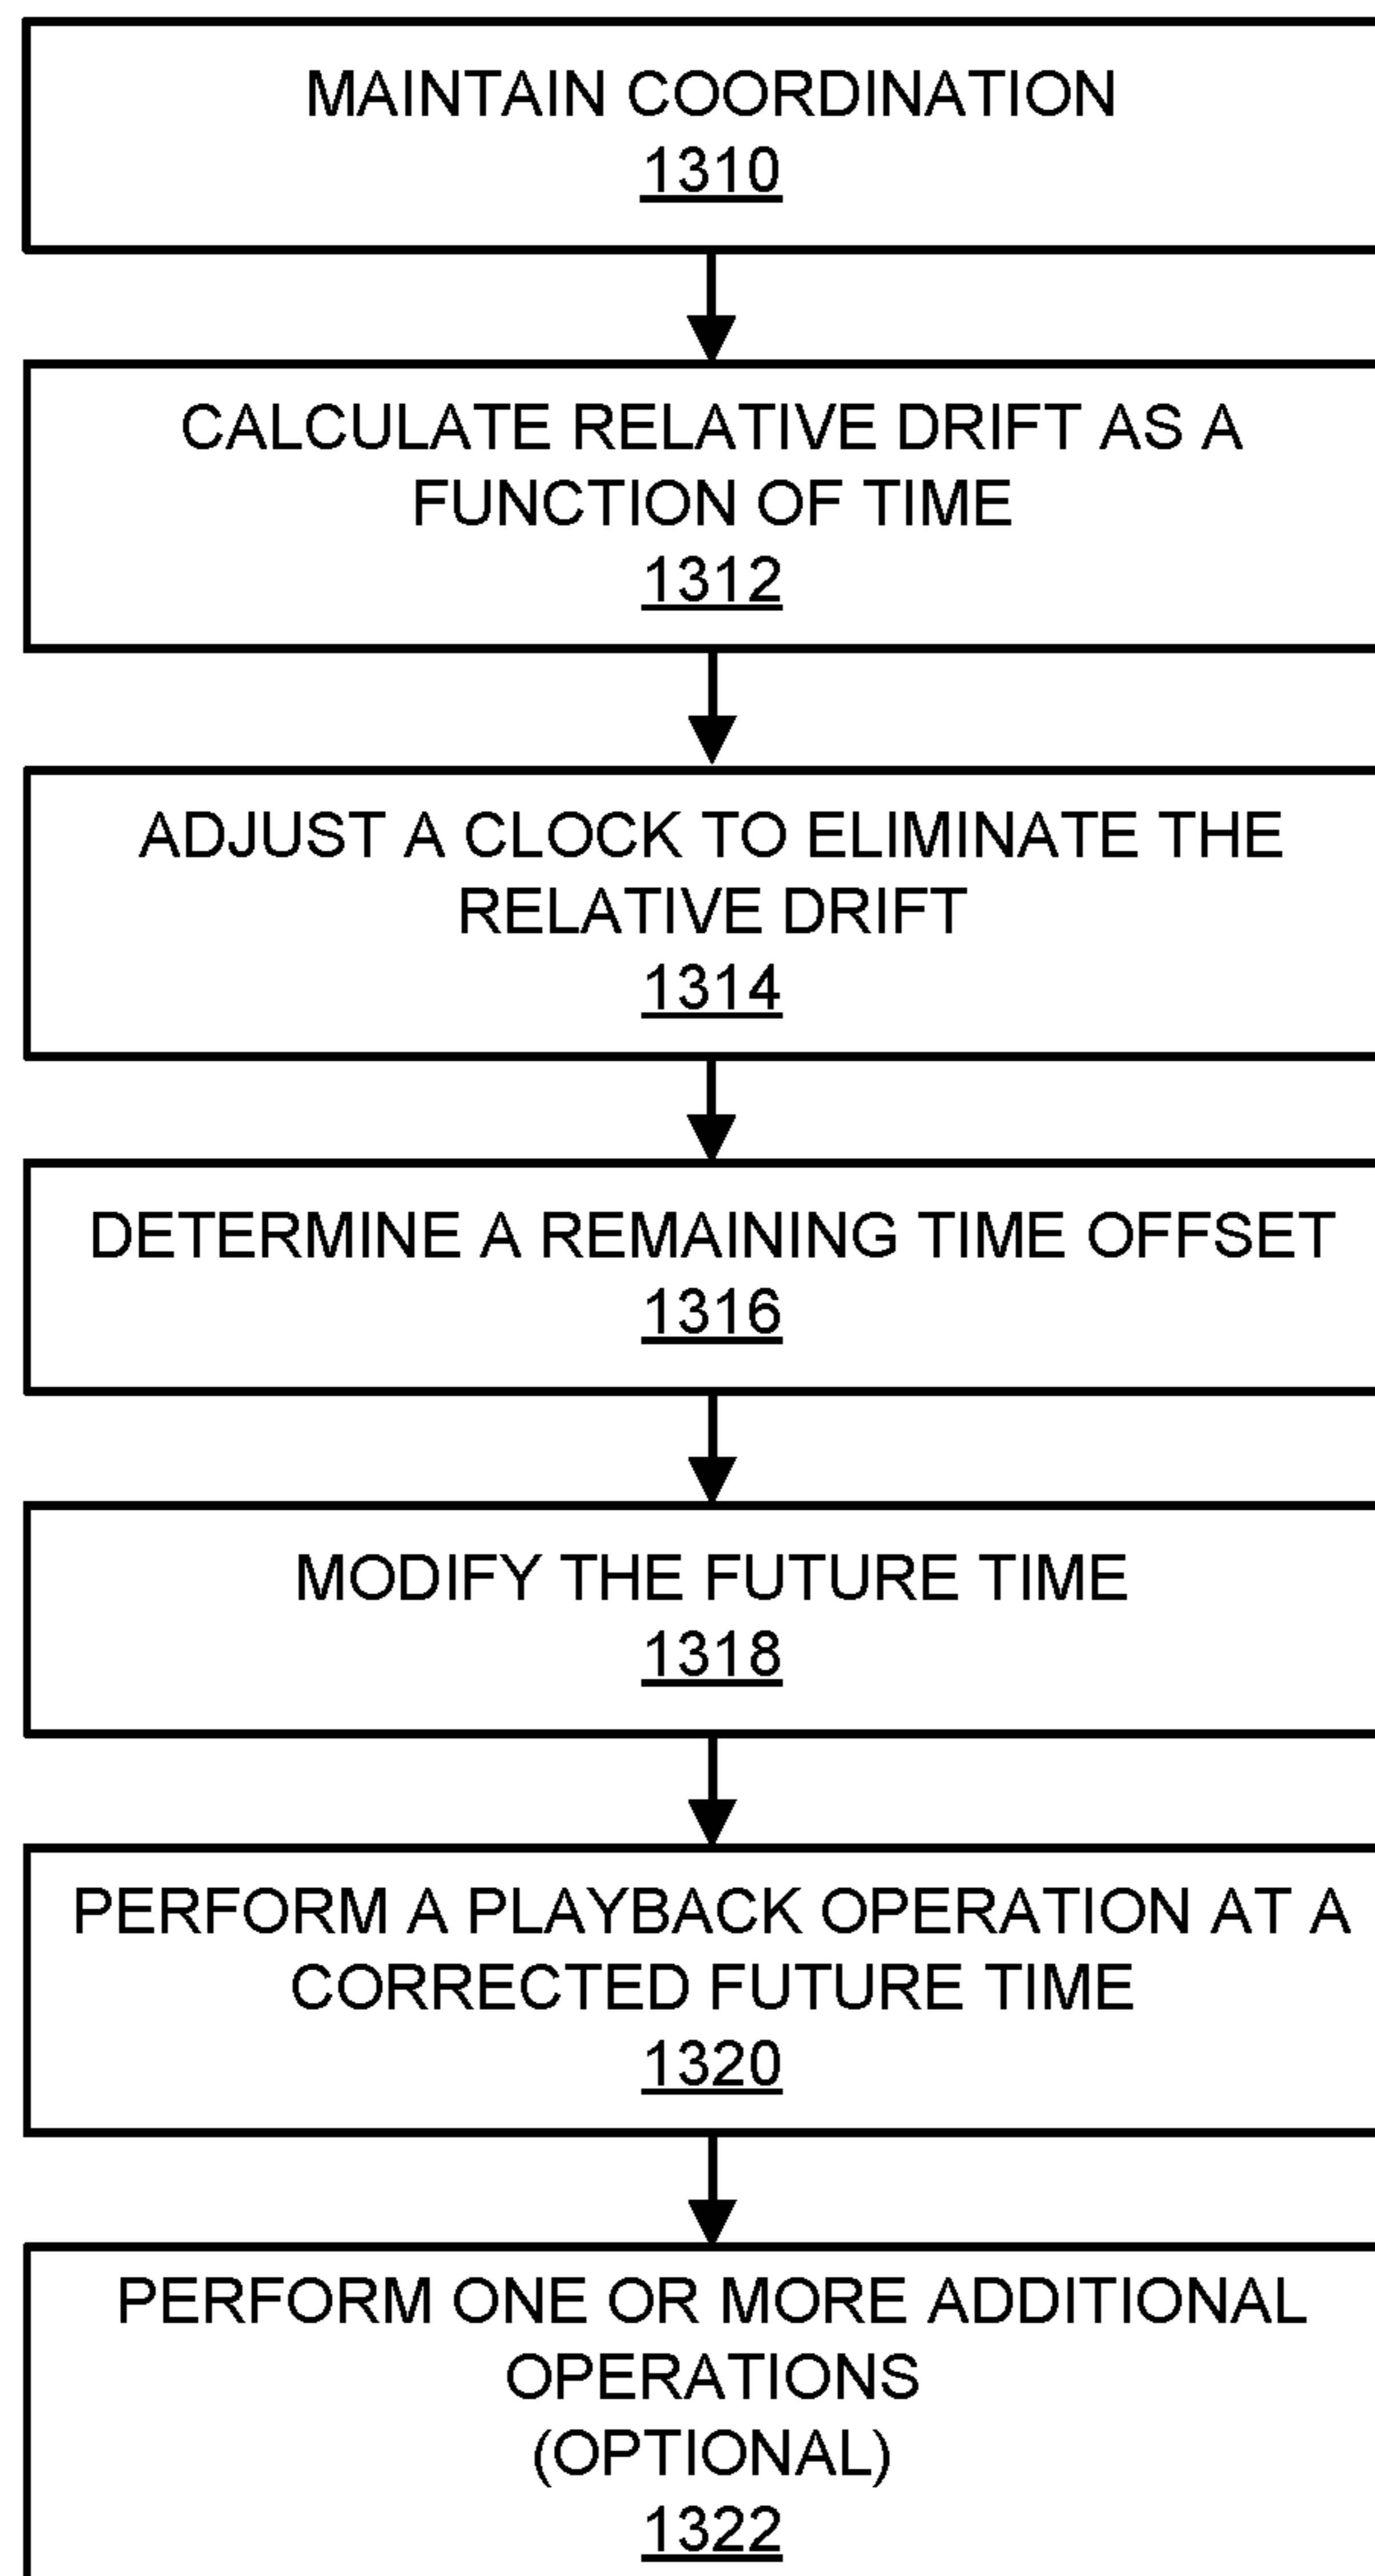 MAINTAIN COORDINATION
1310
CALCULATE RELATIVE DRIFT AS A
FUNCTION OF TIME
1312
ADJUST A CLOCK TO ELIMINATE THE
RELATIVE DRIFT
1314
DETERMINE A REMAINING TIME OFFSET
1316
MODIFY THE FUTURE TIME
1318
PERFORM A PLAYBACK OPERATION AT A
CORRECTED FUTURE TIME
1320
PERFORM ONE OR MORE ADDITIONAL
OPERATIONS
(OPTIONAL)
1322